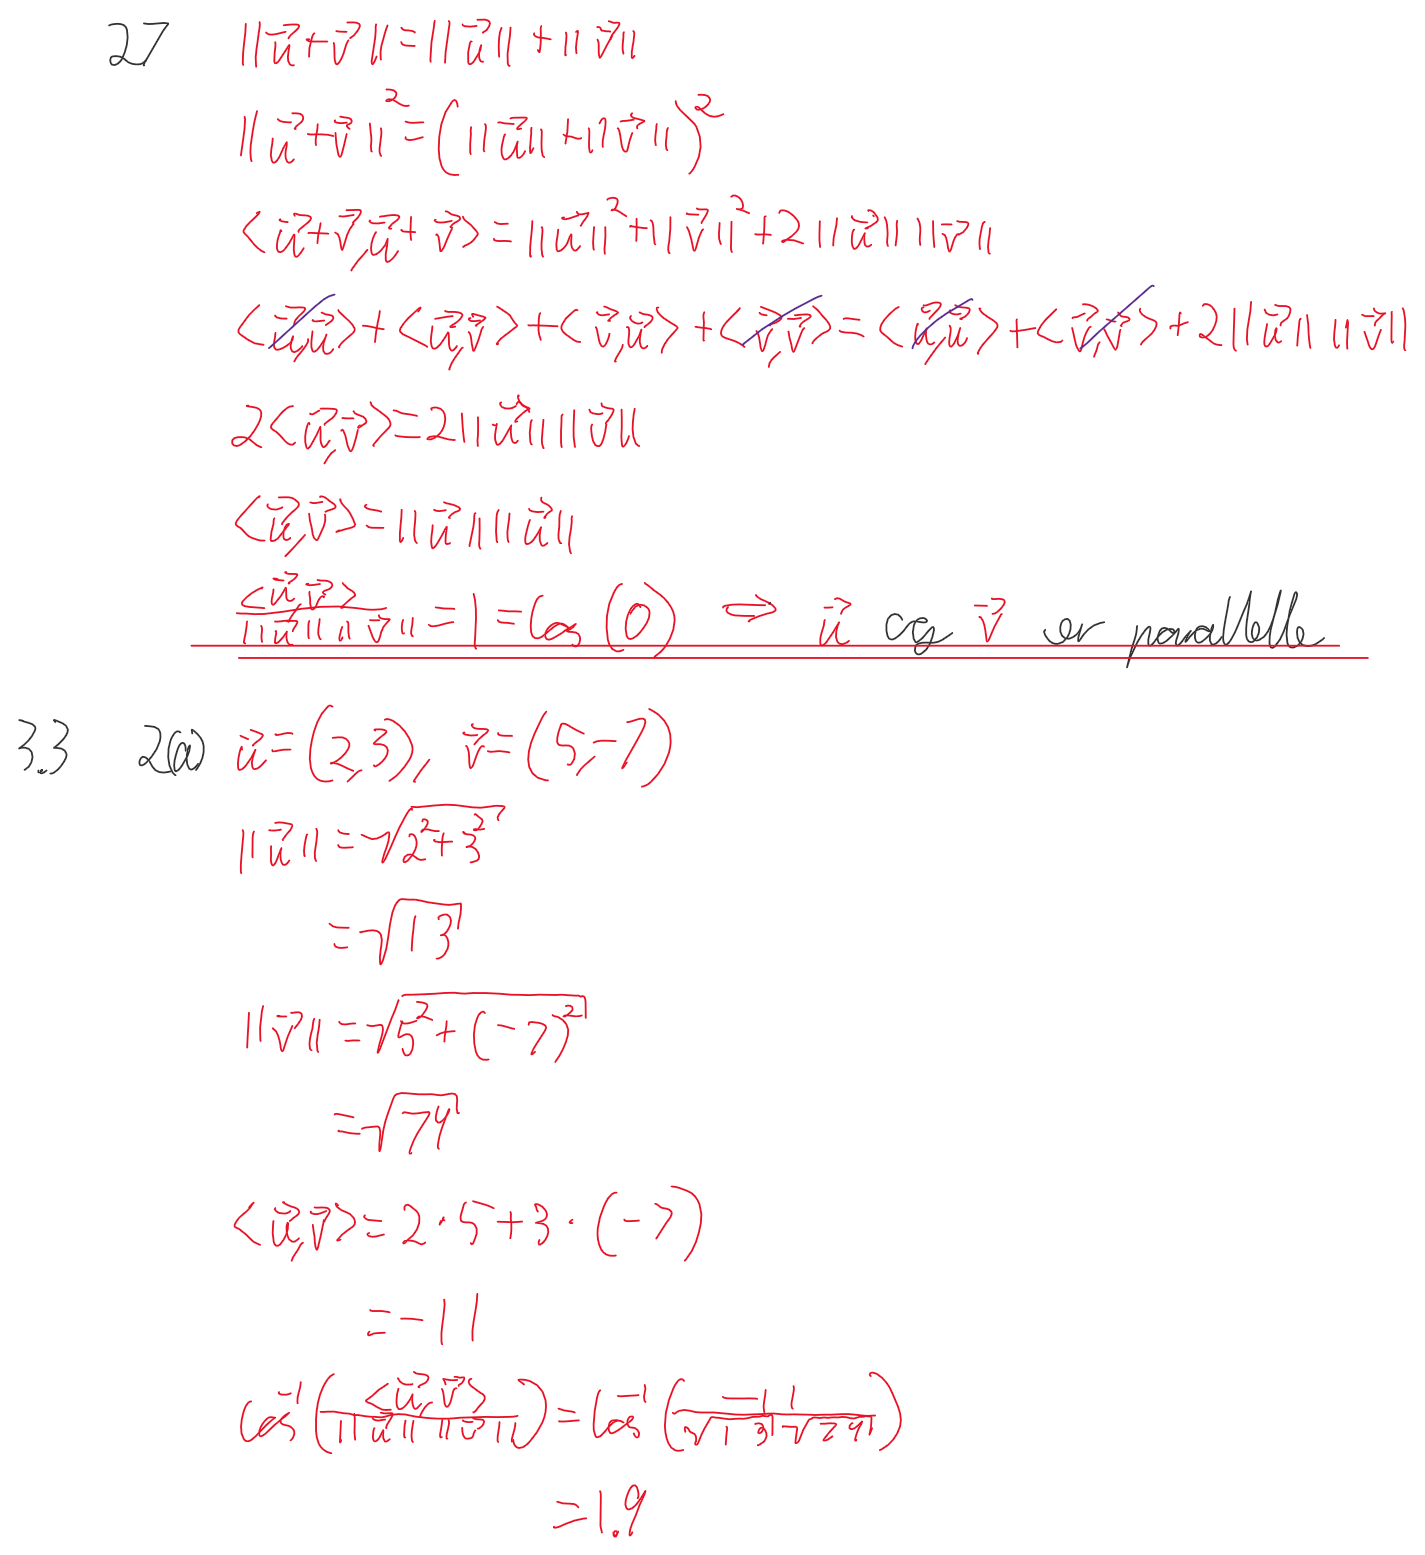 27 ||u⃗+v⃗|| = ||u⃗|| + ||v⃗||
||u⃗+v⃗||² = (||u⃗|| + ||v⃗||)²
<u⃗+v⃗, u⃗+v⃗> = ||u⃗||² + ||v⃗||² + 2||u⃗|| ||v⃗||
<u⃗,u⃗> + <u⃗,v⃗> + <v⃗,u⃗> + <v⃗,v⃗> = <u⃗,u⃗> + <v⃗,v⃗> + 2||u⃗|| ||v⃗||
2<u⃗,v⃗> = 2||u⃗|| ||v⃗||
<u⃗,v⃗> = ||u⃗|| ||u⃗||
<u⃗,v⃗> / ||u⃗|| ||v⃗|| = 1 = cos(0) ⇔ u⃗ og v⃗ er parallelle
3.3 2(a) u⃗ = (2,3), v⃗ = (5,-7)
||u⃗|| = √(2²+3²)
= √13
||v⃗|| = √(5²+(-7)²)
= √74
<u⃗,v⃗> = 2·5+3·(-7)
= -11
cos⁻¹(<u⃗,v⃗> / ||u⃗|| ||v⃗||) = cos⁻¹(-11 / √13 √74)
= 1.9